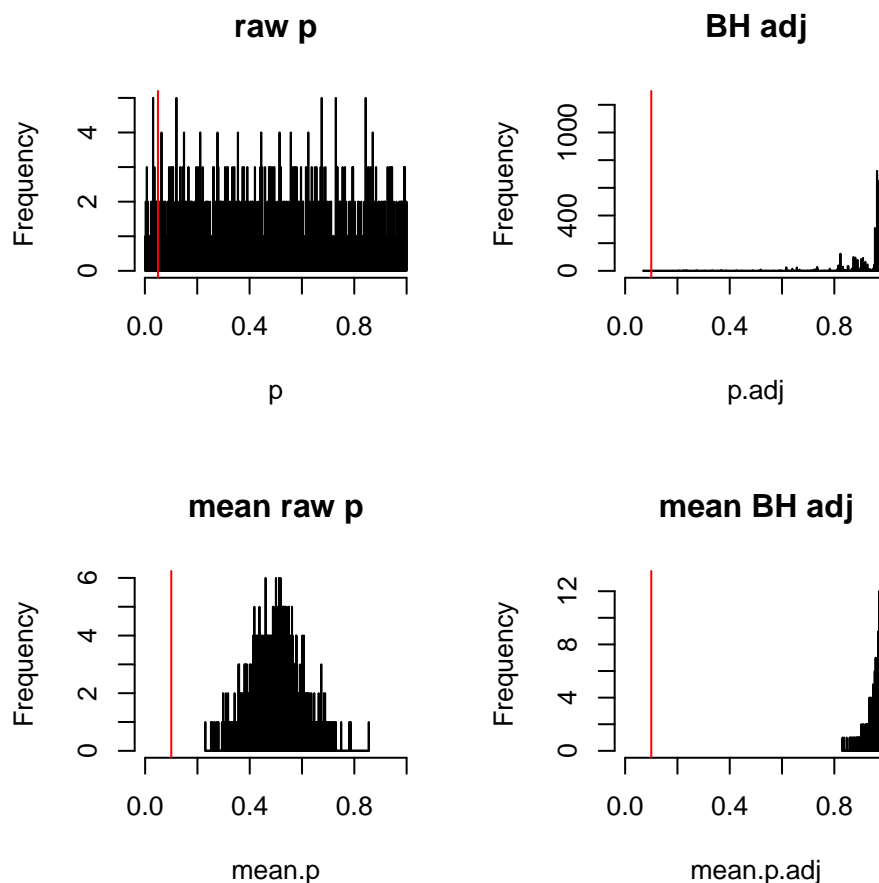 raw p
Frequency
0 2 4
0.0 0.4 0.8
p
BH adj
Frequency
0 400 1000
0.0 0.4 0.8
p.adj
mean raw p
Frequency
0 2 4 6
0.0 0.4 0.8
mean.p
mean BH adj
Frequency
0 4 8 12
0.0 0.4 0.8
mean.p.adj